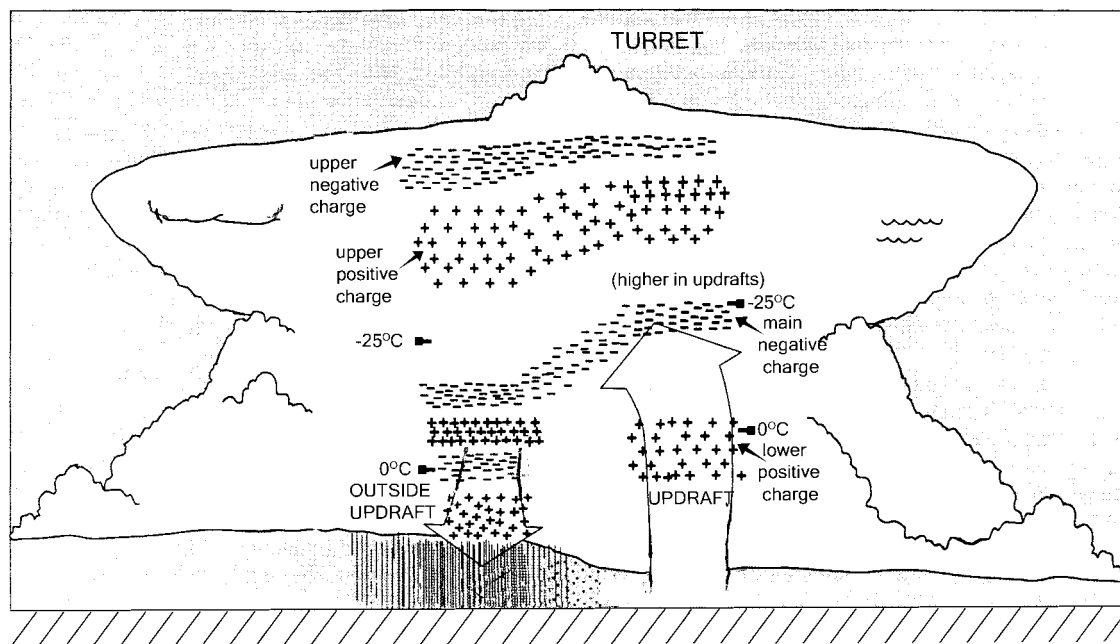 TURRET
upper
negative
charge
upper
positive
charge
(higher in updrafts)
-25°C
main
negative
charge
-25°C
0°C
lower
positive
charge
0°C
OUTSIDE
UPDRAFT
UPDRAFT